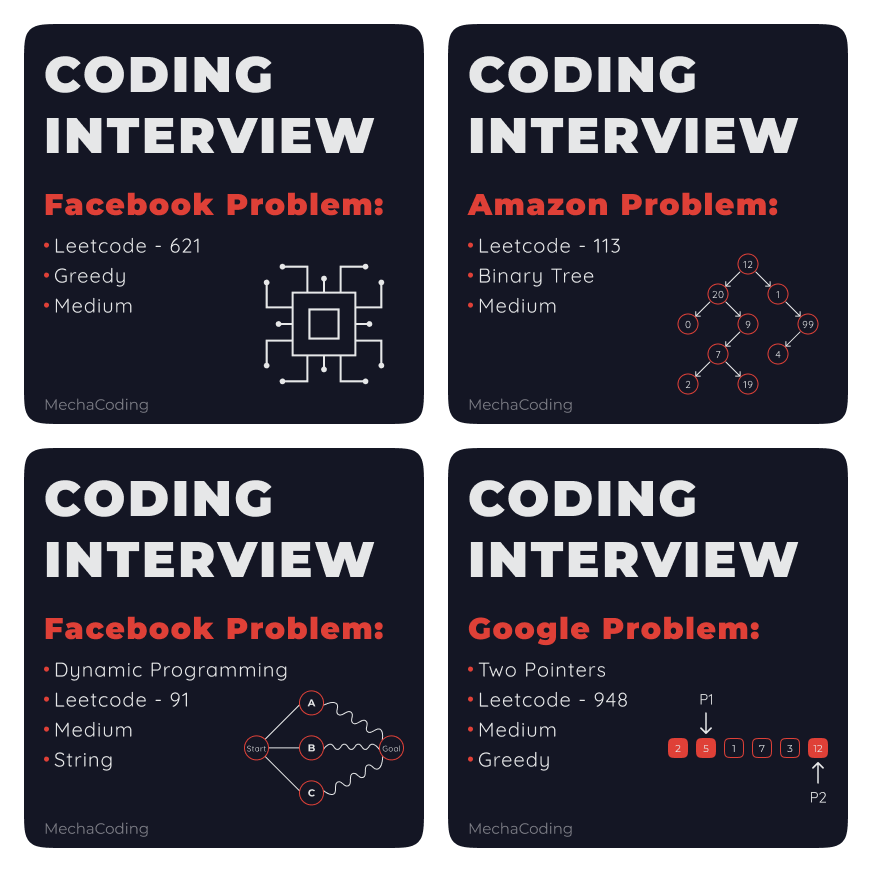 CODING
INTERVIEW
Facebook Problem:
• Leetcode - 621
• Greedy
• Medium
MechaCoding
CODING
INTERVIEW
Amazon Problem:
• Leetcode - 113
• Binary Tree
• Medium
12
20 1
0 9 99
7 4
2 19
MechaCoding
CODING
INTERVIEW
Facebook Problem:
• Dynamic Programming
• Leetcode - 91
• Medium
• String
A
Start B Goal
C
MechaCoding
CODING
INTERVIEW
Google Problem:
• Two Pointers
• Leetcode - 948
• Medium
• Greedy
P1
2 5 1 7 3 12
P2
MechaCoding